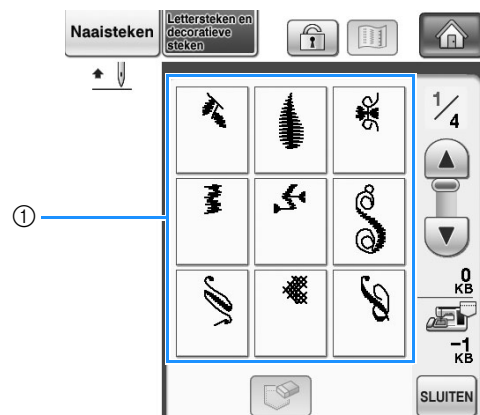 Naaisteken
Lettersteken en
decoratieve
steken
1/4
①
0
KB
-1
KB
SLUITEN